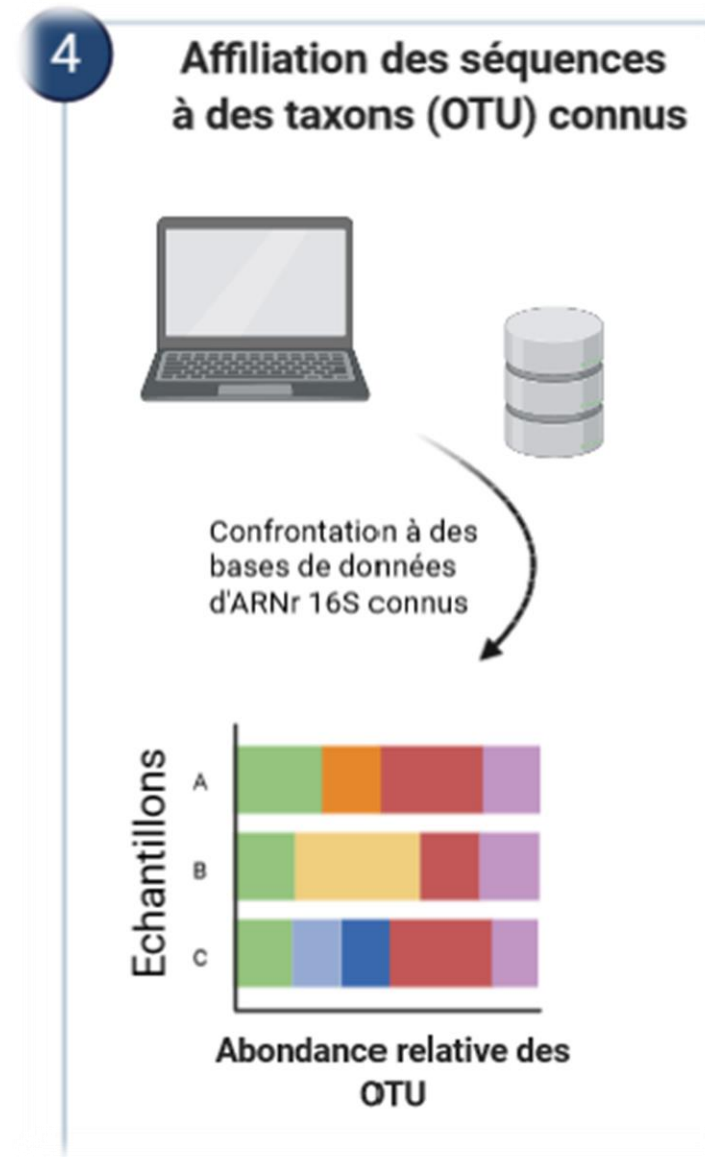 4
Affiliation des séquences
à des taxons (OTU) connus
Confrontation à des
bases de données
d'ARNr 16S connus
Echantillons
A
B
C
Abondance relative des
OTU